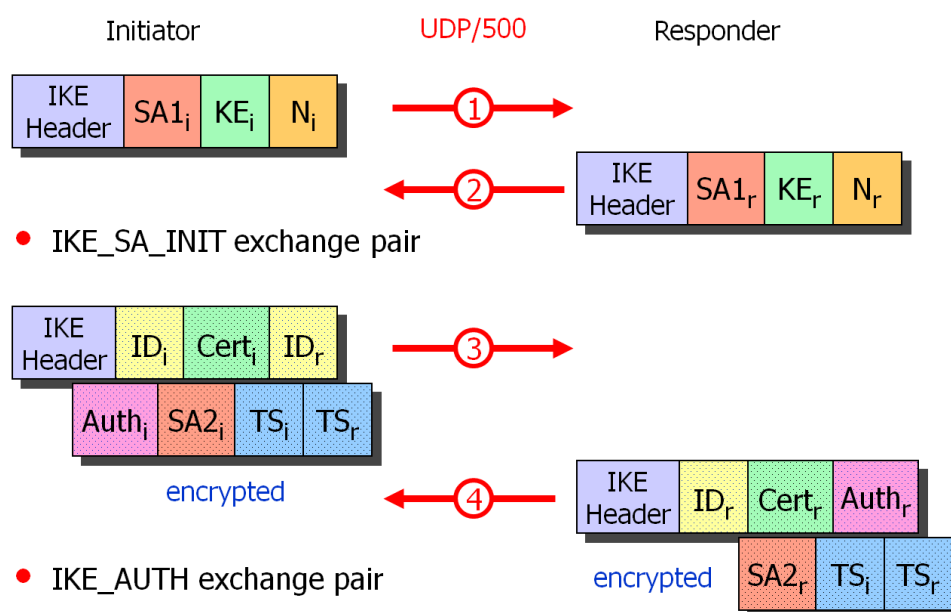 Initiator UDP/500 Responder
IKE Header SA1i KEi Ni
1
2
IKE Header SA1r KEr Nr
• IKE_SA_INIT exchange pair
IKE Header IDi Certi IDr
3
Authi SA2i TSi TSr
encrypted
4
IKE Header IDr Certr Authr
encrypted SA2r TSi TSr
• IKE_AUTH exchange pair